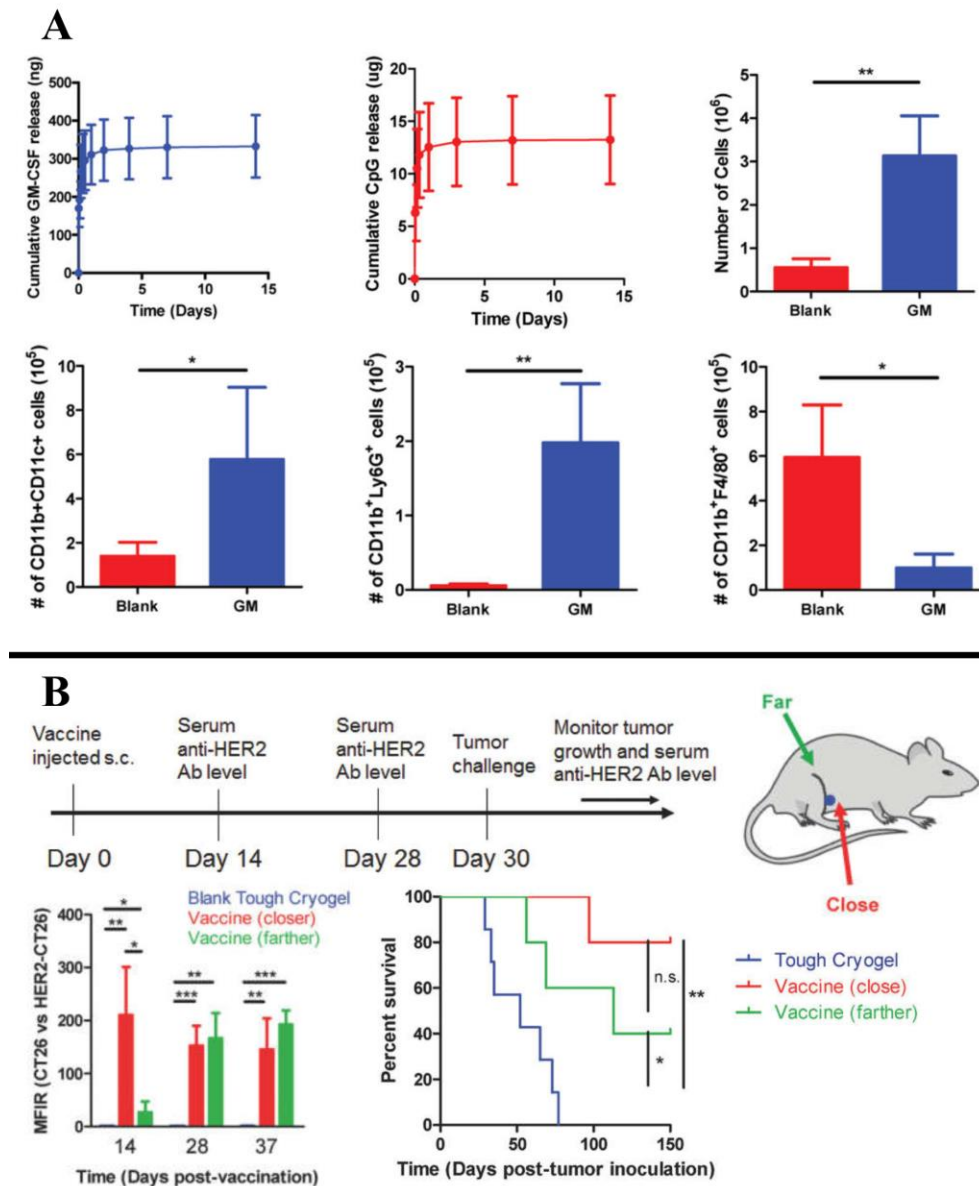 A
Cumulative GM-CSF release (ng)
500
400
300
200
100
0
0
5
10
15
Time (Days)
Cumulative CpG release (ug)
20
15
10
5
0
0
5
10
15
Time (Days)
Number of Cells (10⁶)
5
4
3
2
1
0
**
Blank
GM
# of CD11b+CD11c+ cells (10⁵)
10
8
6
4
2
0
*
Blank
GM
# of CD11b⁺Ly6G⁺ cells (10⁵)
3
2
1
0
**
Blank
GM
# of CD11b⁺F4/80⁺ cells (10⁵)
10
8
6
4
2
0
*
Blank
GM
B
Vaccine
injected s.c.
Serum
anti-HER2
Ab level
Serum
anti-HER2
Ab level
Tumor
challenge
Monitor tumor
growth and serum
anti-HER2 Ab level
Day 0
Day 14
Day 28
Day 30
Far
Close
MFIR (CT26 vs HER2-CT26)
400
300
200
100
0
Blank Tough Cryogel
Vaccine (closer)
Vaccine (farther)
*
**
*
**
***
***
**
14
28
37
Time (Days post-vaccination)
Percent survival
100
80
60
40
20
0
0
50
100
150
n.s.
**
*
Time (Days post-tumor inoculation)
Tough Cryogel
Vaccine (close)
Vaccine (farther)